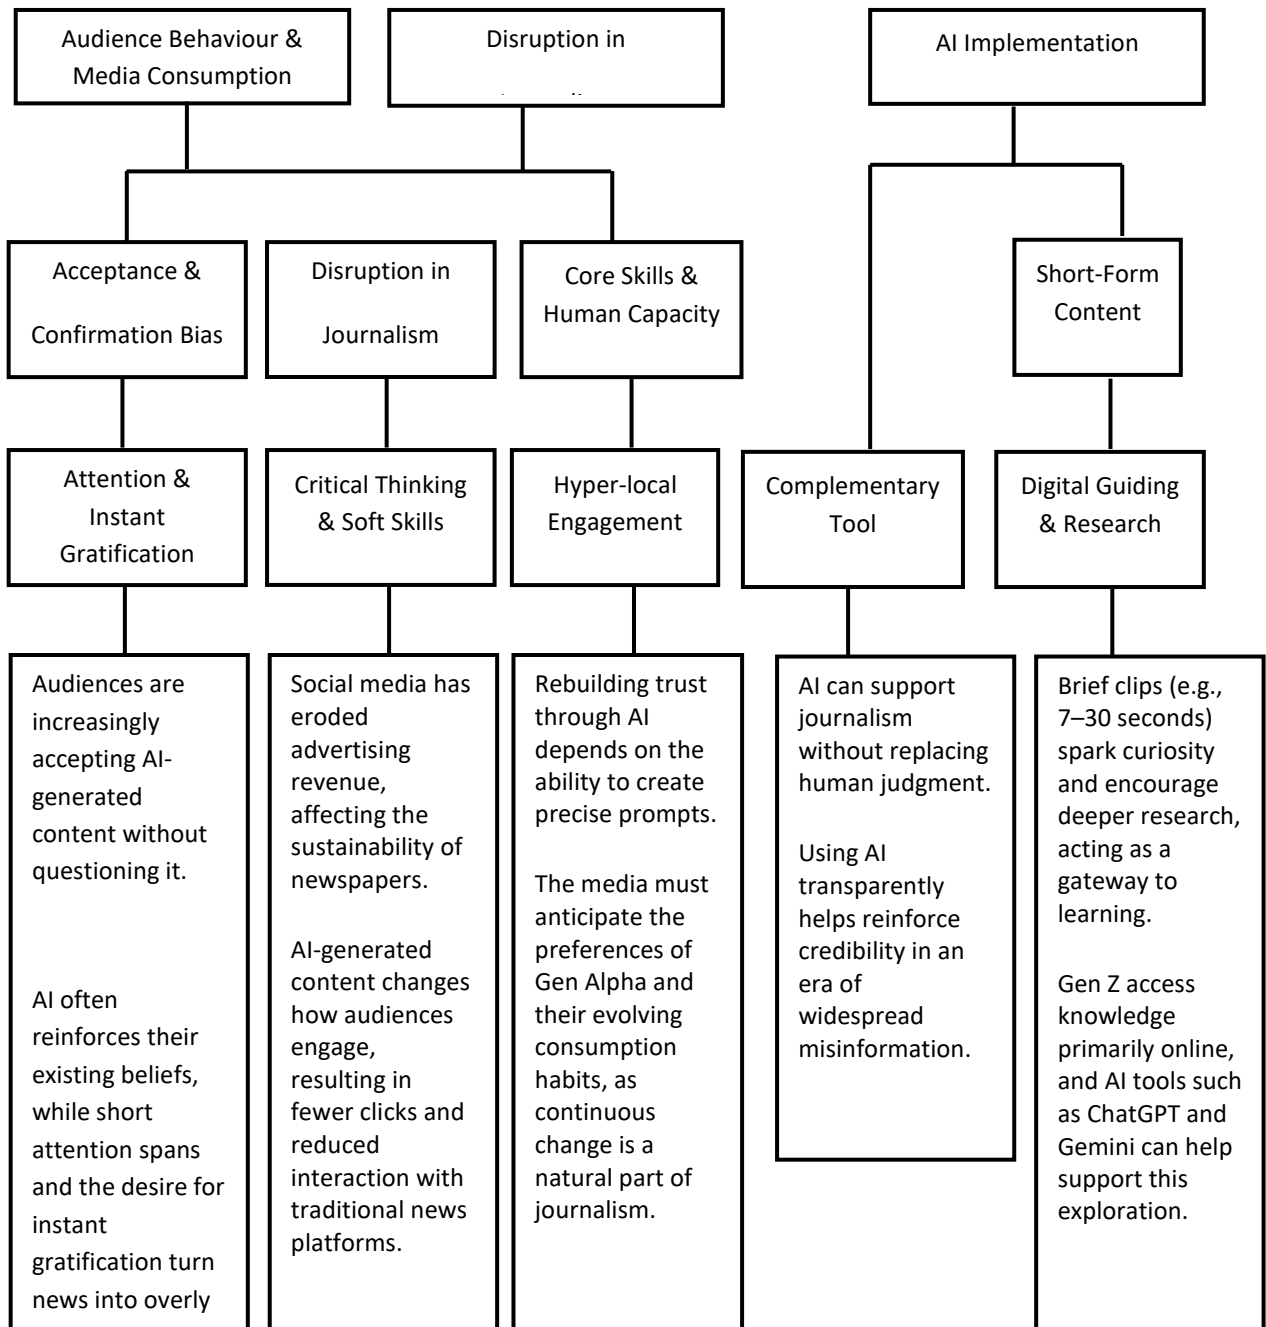 Audience Behaviour &
Media Consumption
Disruption in
AI Implementation
Acceptance &
Confirmation Bias
Disruption in
Journalism
Core Skills &
Human Capacity
Short-Form
Content
Attention &
Instant
Gratification
Critical Thinking
& Soft Skills
Hyper-local
Engagement
Complementary
Tool
Digital Guiding
& Research
Audiences are
increasingly
accepting AI-
generated
content without
questioning it.
AI often
reinforces their
existing beliefs,
while short
attention spans
and the desire for
instant
gratification turn
news into overly
Social media has
eroded
advertising
revenue,
affecting the
sustainability of
newspapers.
AI-generated
content changes
how audiences
engage,
resulting in
fewer clicks and
reduced
interaction with
traditional news
platforms.
Rebuilding trust
through AI
depends on the
ability to create
precise prompts.
The media must
anticipate the
preferences of
Gen Alpha and
their evolving
consumption
habits, as
continuous
change is a
natural part of
journalism.
AI can support
journalism
without replacing
human judgment.
Using AI
transparently
helps reinforce
credibility in an
era of
widespread
misinformation.
Brief clips (e.g.,
7–30 seconds)
spark curiosity
and encourage
deeper research,
acting as a
gateway to
learning.
Gen Z access
knowledge
primarily online,
and AI tools such
as ChatGPT and
Gemini can help
support this
exploration.